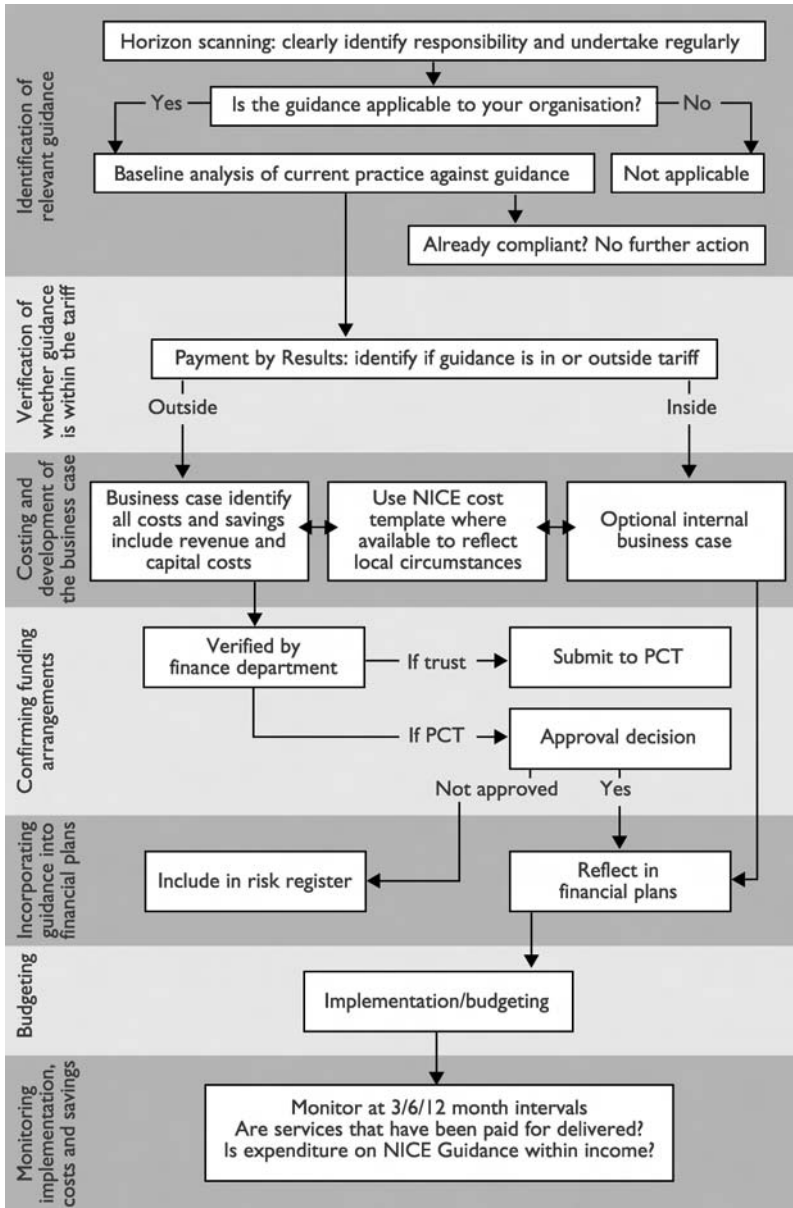 Identification of
relevant guidance
Horizon scanning: clearly identify responsibility and undertake regularly
Yes
Is the guidance applicable to your organisation?
No
Baseline analysis of current practice against guidance
Not applicable
Already compliant? No further action
Verification of
whether guidance
is within the tariff
Payment by Results: identify if guidance is in or outside tariff
Outside
Inside
Costing and
development of
the business case
Business case identify
all costs and savings
include revenue and
capital costs
Use NICE cost
template where
available to reflect
local circumstances
Optional internal
business case
Confirming funding
arrangements
Verified by
finance department
If trust
Submit to PCT
If PCT
Approval decision
Not approved
Yes
Incorporating
guidance into
financial plans
Include in risk register
Reflect in
financial plans
Budgeting
Implementation/budgeting
Monitoring
implementation,
costs and savings
Monitor at 3/6/12 month intervals
Are services that have been paid for delivered?
Is expenditure on NICE Guidance within income?